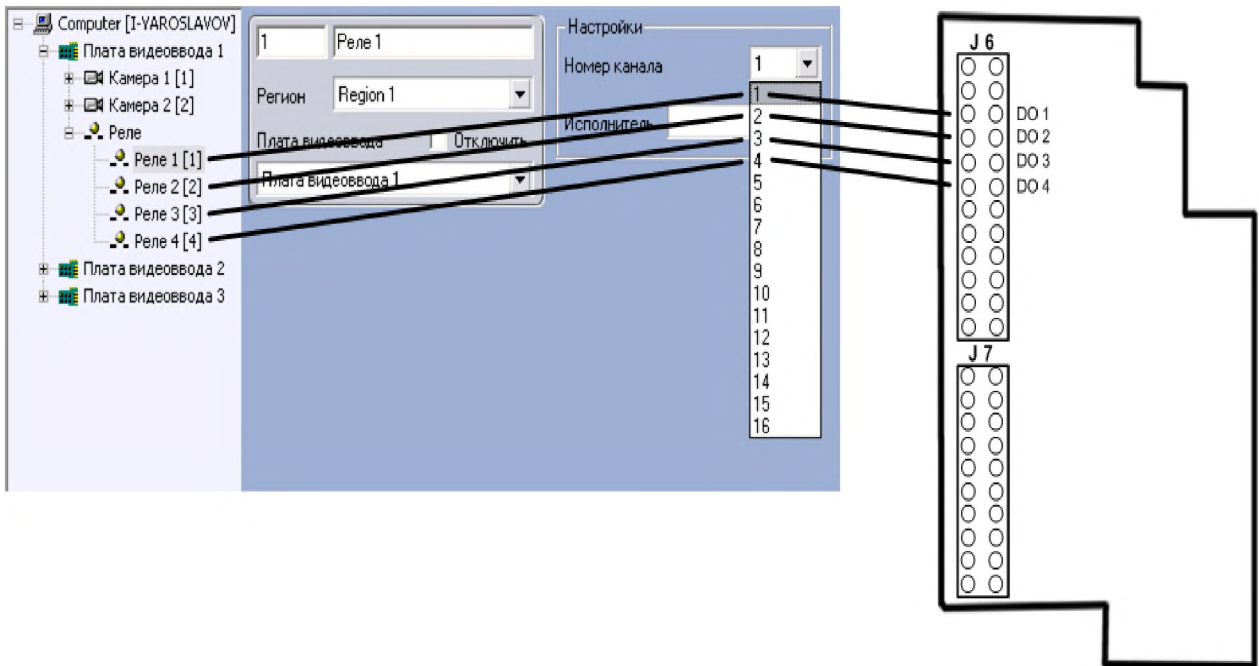 Computer [I-YAROSLAVOV]
Плата видеоввода 1
Камера 1 [1]
Камера 2 [2]
Реле
Реле 1 [1]
Реле 2 [2]
Реле 3 [3]
Реле 4 [4]
Плата видеоввода 2
Плата видеоввода 3
1 Реле 1
Регион Region 1
Плата видеоввода Отключить
Плата видеоввода 1
Настройки
Номер канала 1
Исполнитель
1
2
3
4
5
6
7
8
9
10
11
12
13
14
15
16
J 6
DO 1
DO 2
DO 3
DO 4
J 7